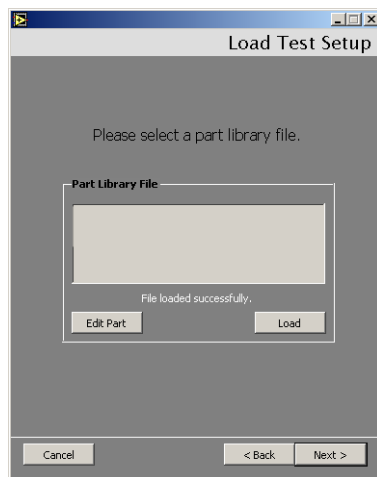 Load Test Setup
Please select a part library file.
Part Library File
File loaded successfully.
Edit Part
Load
Cancel
< Back
Next >